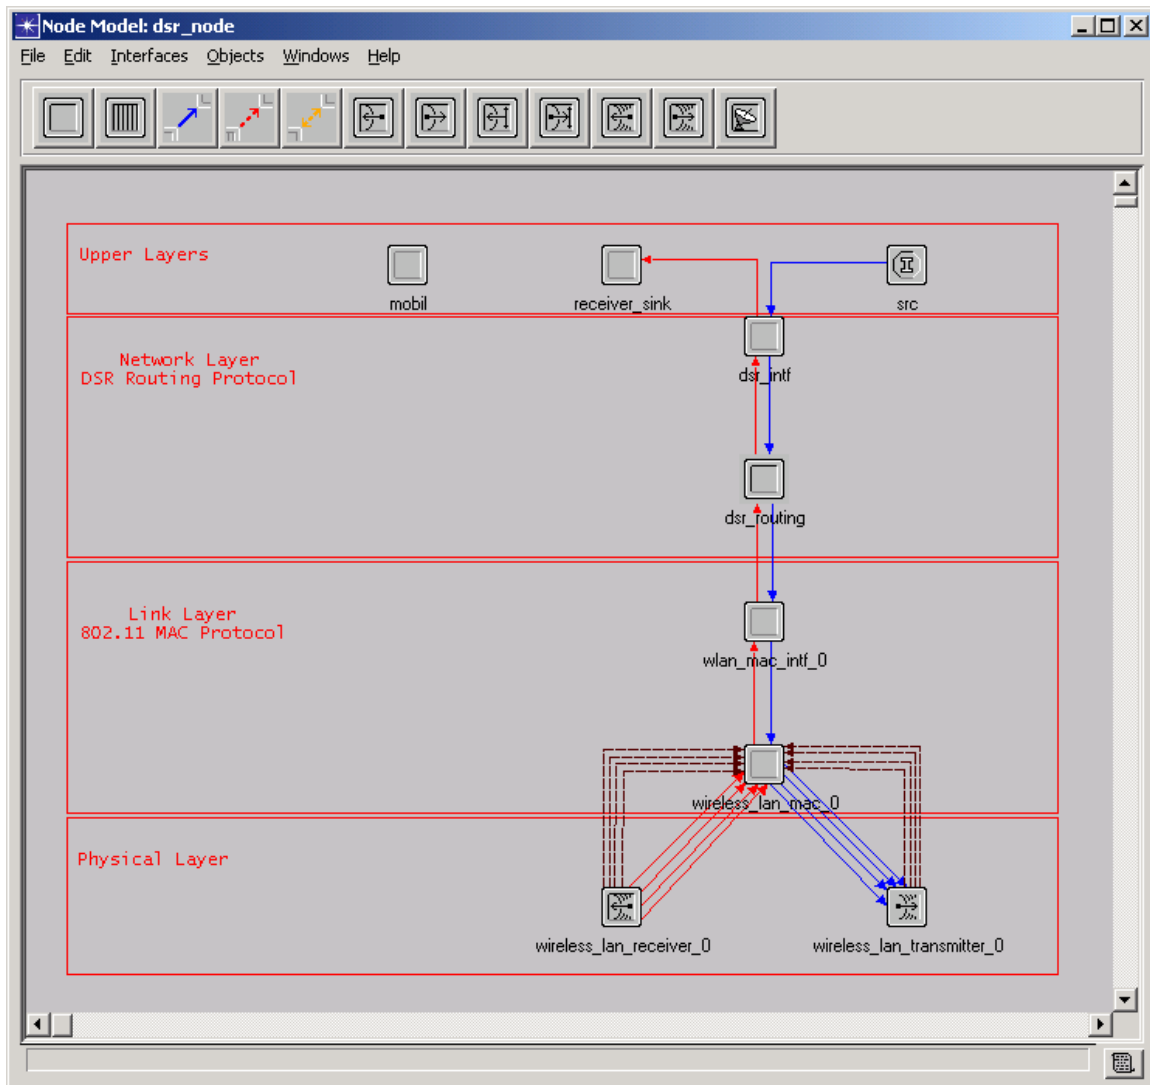 Node Model: dsr_node
File Edit Interfaces Objects Windows Help
Upper Layers
mobil
receiver_sink
src
Network Layer
DSR Routing Protocol
dsr_intf
dsr_routing
Link Layer
802.11 MAC Protocol
wlan_mac_intf_0
wireless_lan_mac_0
Physical Layer
wireless_lan_receiver_0
wireless_lan_transmitter_0